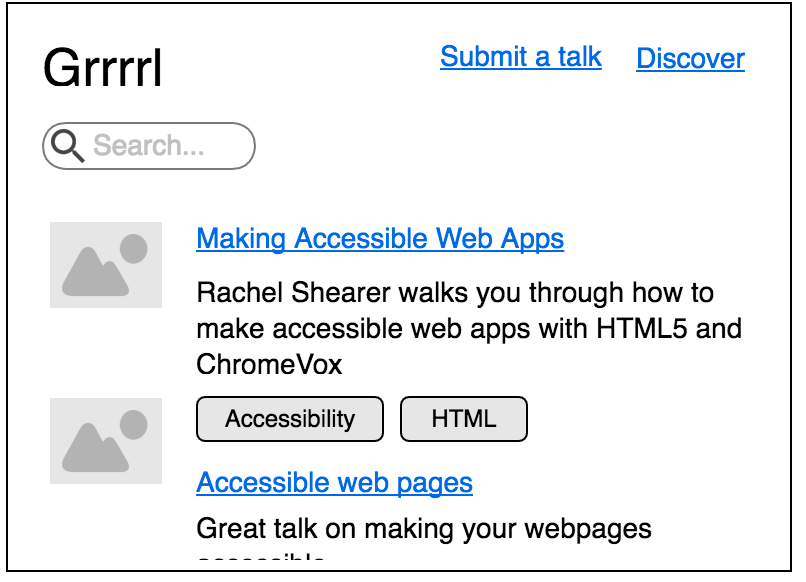 Grrrrl
Submit a talk
Discover
Search...
Making Accessible Web Apps
Rachel Shearer walks you through how to
make accessible web apps with HTML5 and
ChromeVox
Accessibility
HTML
Accessible web pages
Great talk on making your webpages
accessible